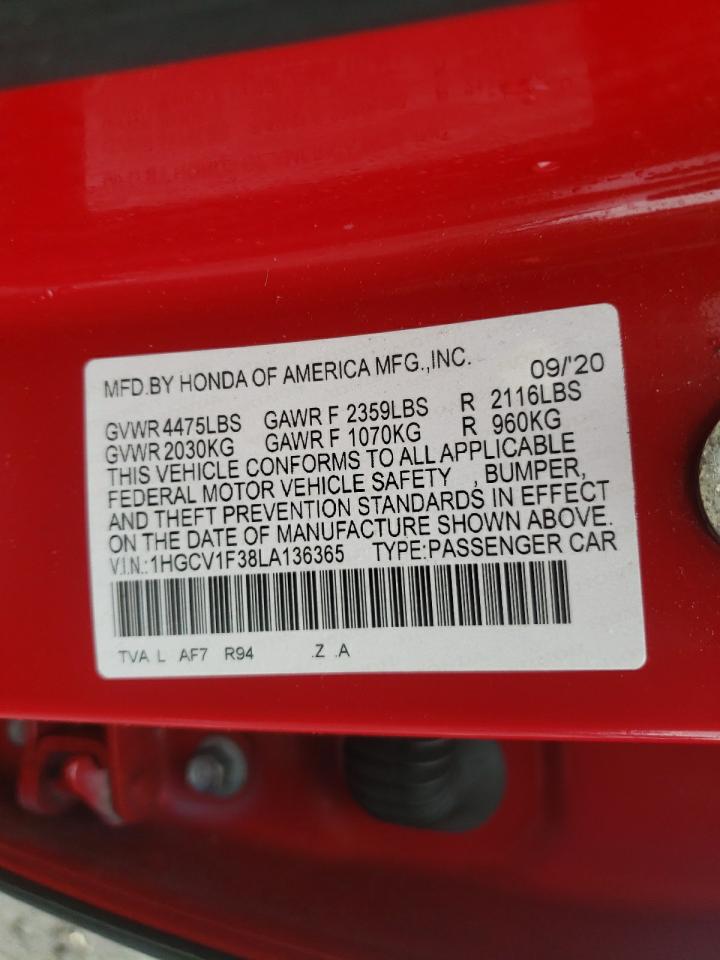 MFD.BY HONDA OF AMERICA MFG.,INC. 09/'20
GVWR 4475LBS GAWR F 2359LBS R 2116LBS
GVWR 2030KG GAWR F 1070KG R 960KG
THIS VEHICLE CONFORMS TO ALL APPLICABLE
FEDERAL MOTOR VEHICLE SAFETY , BUMPER,
AND THEFT PREVENTION STANDARDS IN EFFECT
ON THE DATE OF MANUFACTURE SHOWN ABOVE.
V.I.N.:1HGCV1F38LA136365 TYPE:PASSENGER CAR
TVA L AF7 R94 .Z .A